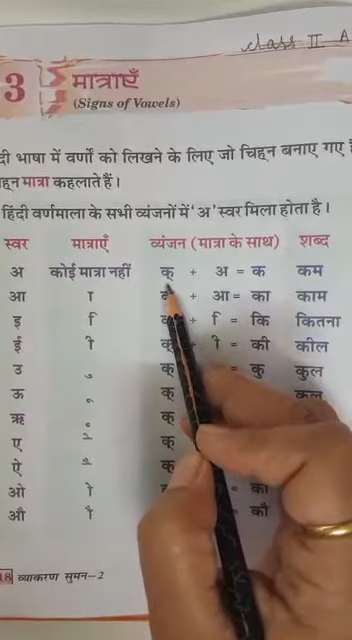 class II A
3 मात्राएँ
(Signs of Vowels)
दी भाषा में वर्णों को लिखने के लिए जो चिह्न बनाए गए
ह्न मात्रा कहलाते हैं।
हिंदी वर्णमाला के सभी व्यंजनों में 'अ' स्वर मिला होता है।
स्वर मात्राएँ व्यंजन (मात्रा के साथ) शब्द
अ कोई मात्रा नहीं क् + अ = क कम
आ ा + आ = का काम
इ ि + ि = कि कितना
ई ी क् + ी = की कील
उ ु क् = कु कुल
ऊ ू क्
ऋ ृ क्
ए े क्
ऐ ै क्
ओ ो =
औ ौ = कौ
18 व्याकरण सुमन–2